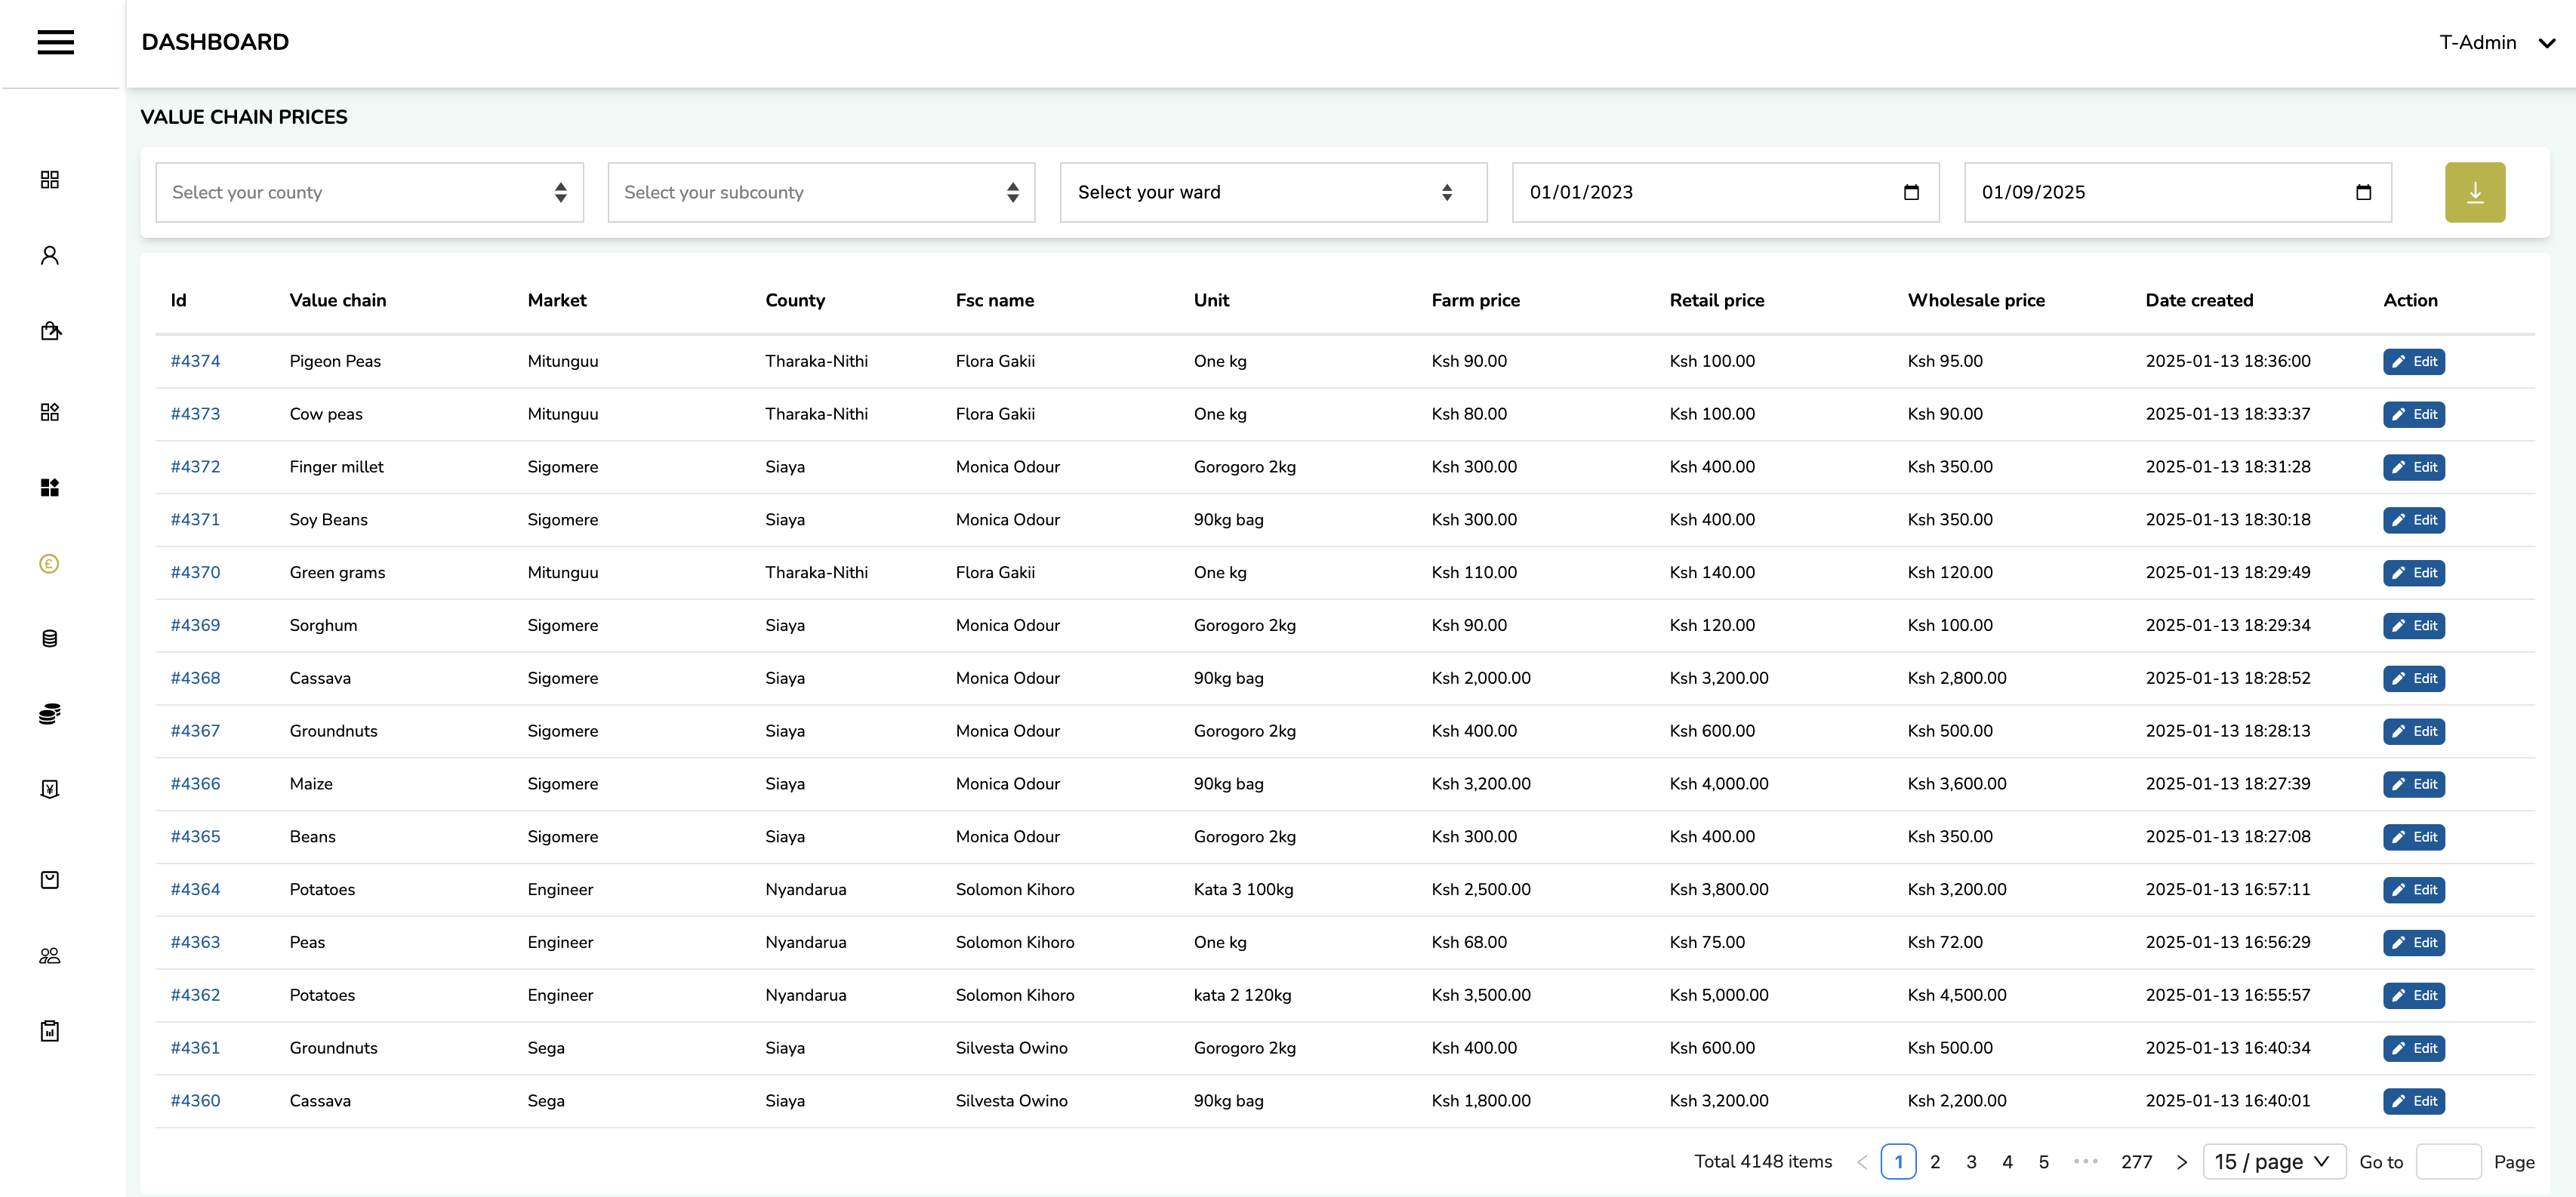 DASHBOARD
T-Admin
VALUE CHAIN PRICES
Select your county Select your subcounty Select your ward 01/01/2023 01/09/2025
Id Value chain Market County Fsc name Unit Farm price Retail price Wholesale price Date created Action
#4374 Pigeon Peas Mitunguu Tharaka-Nithi Flora Gakii One kg Ksh 90.00 Ksh 100.00 Ksh 95.00 2025-01-13 18:36:00 Edit
#4373 Cow peas Mitunguu Tharaka-Nithi Flora Gakii One kg Ksh 80.00 Ksh 100.00 Ksh 90.00 2025-01-13 18:33:37 Edit
#4372 Finger millet Sigomere Siaya Monica Odour Gorogoro 2kg Ksh 300.00 Ksh 400.00 Ksh 350.00 2025-01-13 18:31:28 Edit
#4371 Soy Beans Sigomere Siaya Monica Odour 90kg bag Ksh 300.00 Ksh 400.00 Ksh 350.00 2025-01-13 18:30:18 Edit
#4370 Green grams Mitunguu Tharaka-Nithi Flora Gakii One kg Ksh 110.00 Ksh 140.00 Ksh 120.00 2025-01-13 18:29:49 Edit
#4369 Sorghum Sigomere Siaya Monica Odour Gorogoro 2kg Ksh 90.00 Ksh 120.00 Ksh 100.00 2025-01-13 18:29:34 Edit
#4368 Cassava Sigomere Siaya Monica Odour 90kg bag Ksh 2,000.00 Ksh 3,200.00 Ksh 2,800.00 2025-01-13 18:28:52 Edit
#4367 Groundnuts Sigomere Siaya Monica Odour Gorogoro 2kg Ksh 400.00 Ksh 600.00 Ksh 500.00 2025-01-13 18:28:13 Edit
#4366 Maize Sigomere Siaya Monica Odour 90kg bag Ksh 3,200.00 Ksh 4,000.00 Ksh 3,600.00 2025-01-13 18:27:39 Edit
#4365 Beans Sigomere Siaya Monica Odour Gorogoro 2kg Ksh 300.00 Ksh 400.00 Ksh 350.00 2025-01-13 18:27:08 Edit
#4364 Potatoes Engineer Nyandarua Solomon Kihoro Kata 3 100kg Ksh 2,500.00 Ksh 3,800.00 Ksh 3,200.00 2025-01-13 16:57:11 Edit
#4363 Peas Engineer Nyandarua Solomon Kihoro One kg Ksh 68.00 Ksh 75.00 Ksh 72.00 2025-01-13 16:56:29 Edit
#4362 Potatoes Engineer Nyandarua Solomon Kihoro kata 2 120kg Ksh 3,500.00 Ksh 5,000.00 Ksh 4,500.00 2025-01-13 16:55:57 Edit
#4361 Groundnuts Sega Siaya Silvesta Owino Gorogoro 2kg Ksh 400.00 Ksh 600.00 Ksh 500.00 2025-01-13 16:40:34 Edit
#4360 Cassava Sega Siaya Silvesta Owino 90kg bag Ksh 1,800.00 Ksh 3,200.00 Ksh 2,200.00 2025-01-13 16:40:01 Edit
Total 4148 items < 1 2 3 4 5 ••• 277 > 15 / page Go to Page